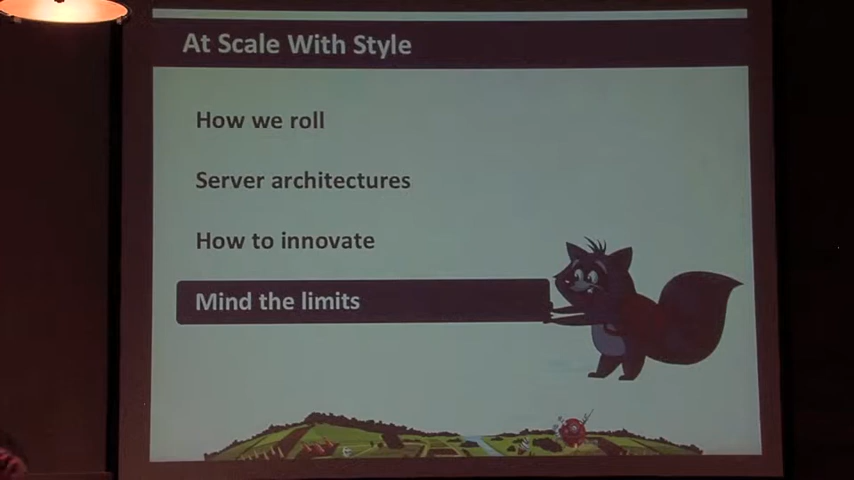 At Scale With Style
How we roll
Server architectures
How to innovate
Mind the limits